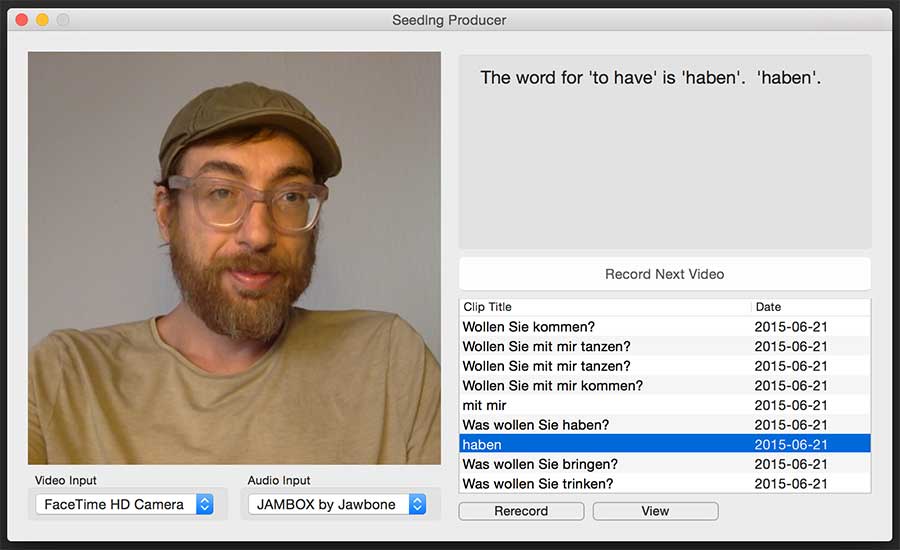 Seedlng Producer
The word for 'to have' is 'haben'.  'haben'.
Record Next Video
Clip Title Date
Wollen Sie kommen? 2015-06-21
Wollen Sie mit mir tanzen? 2015-06-21
Wollen Sie mit mir tanzen? 2015-06-21
Wollen Sie mit mir kommen? 2015-06-21
mit mir 2015-06-21
Was wollen Sie haben? 2015-06-21
haben 2015-06-21
Was wollen Sie bringen? 2015-06-21
Was wollen Sie trinken? 2015-06-21
Rerecord View
Video Input Audio Input
FaceTime HD Camera JAMBOX by Jawbone